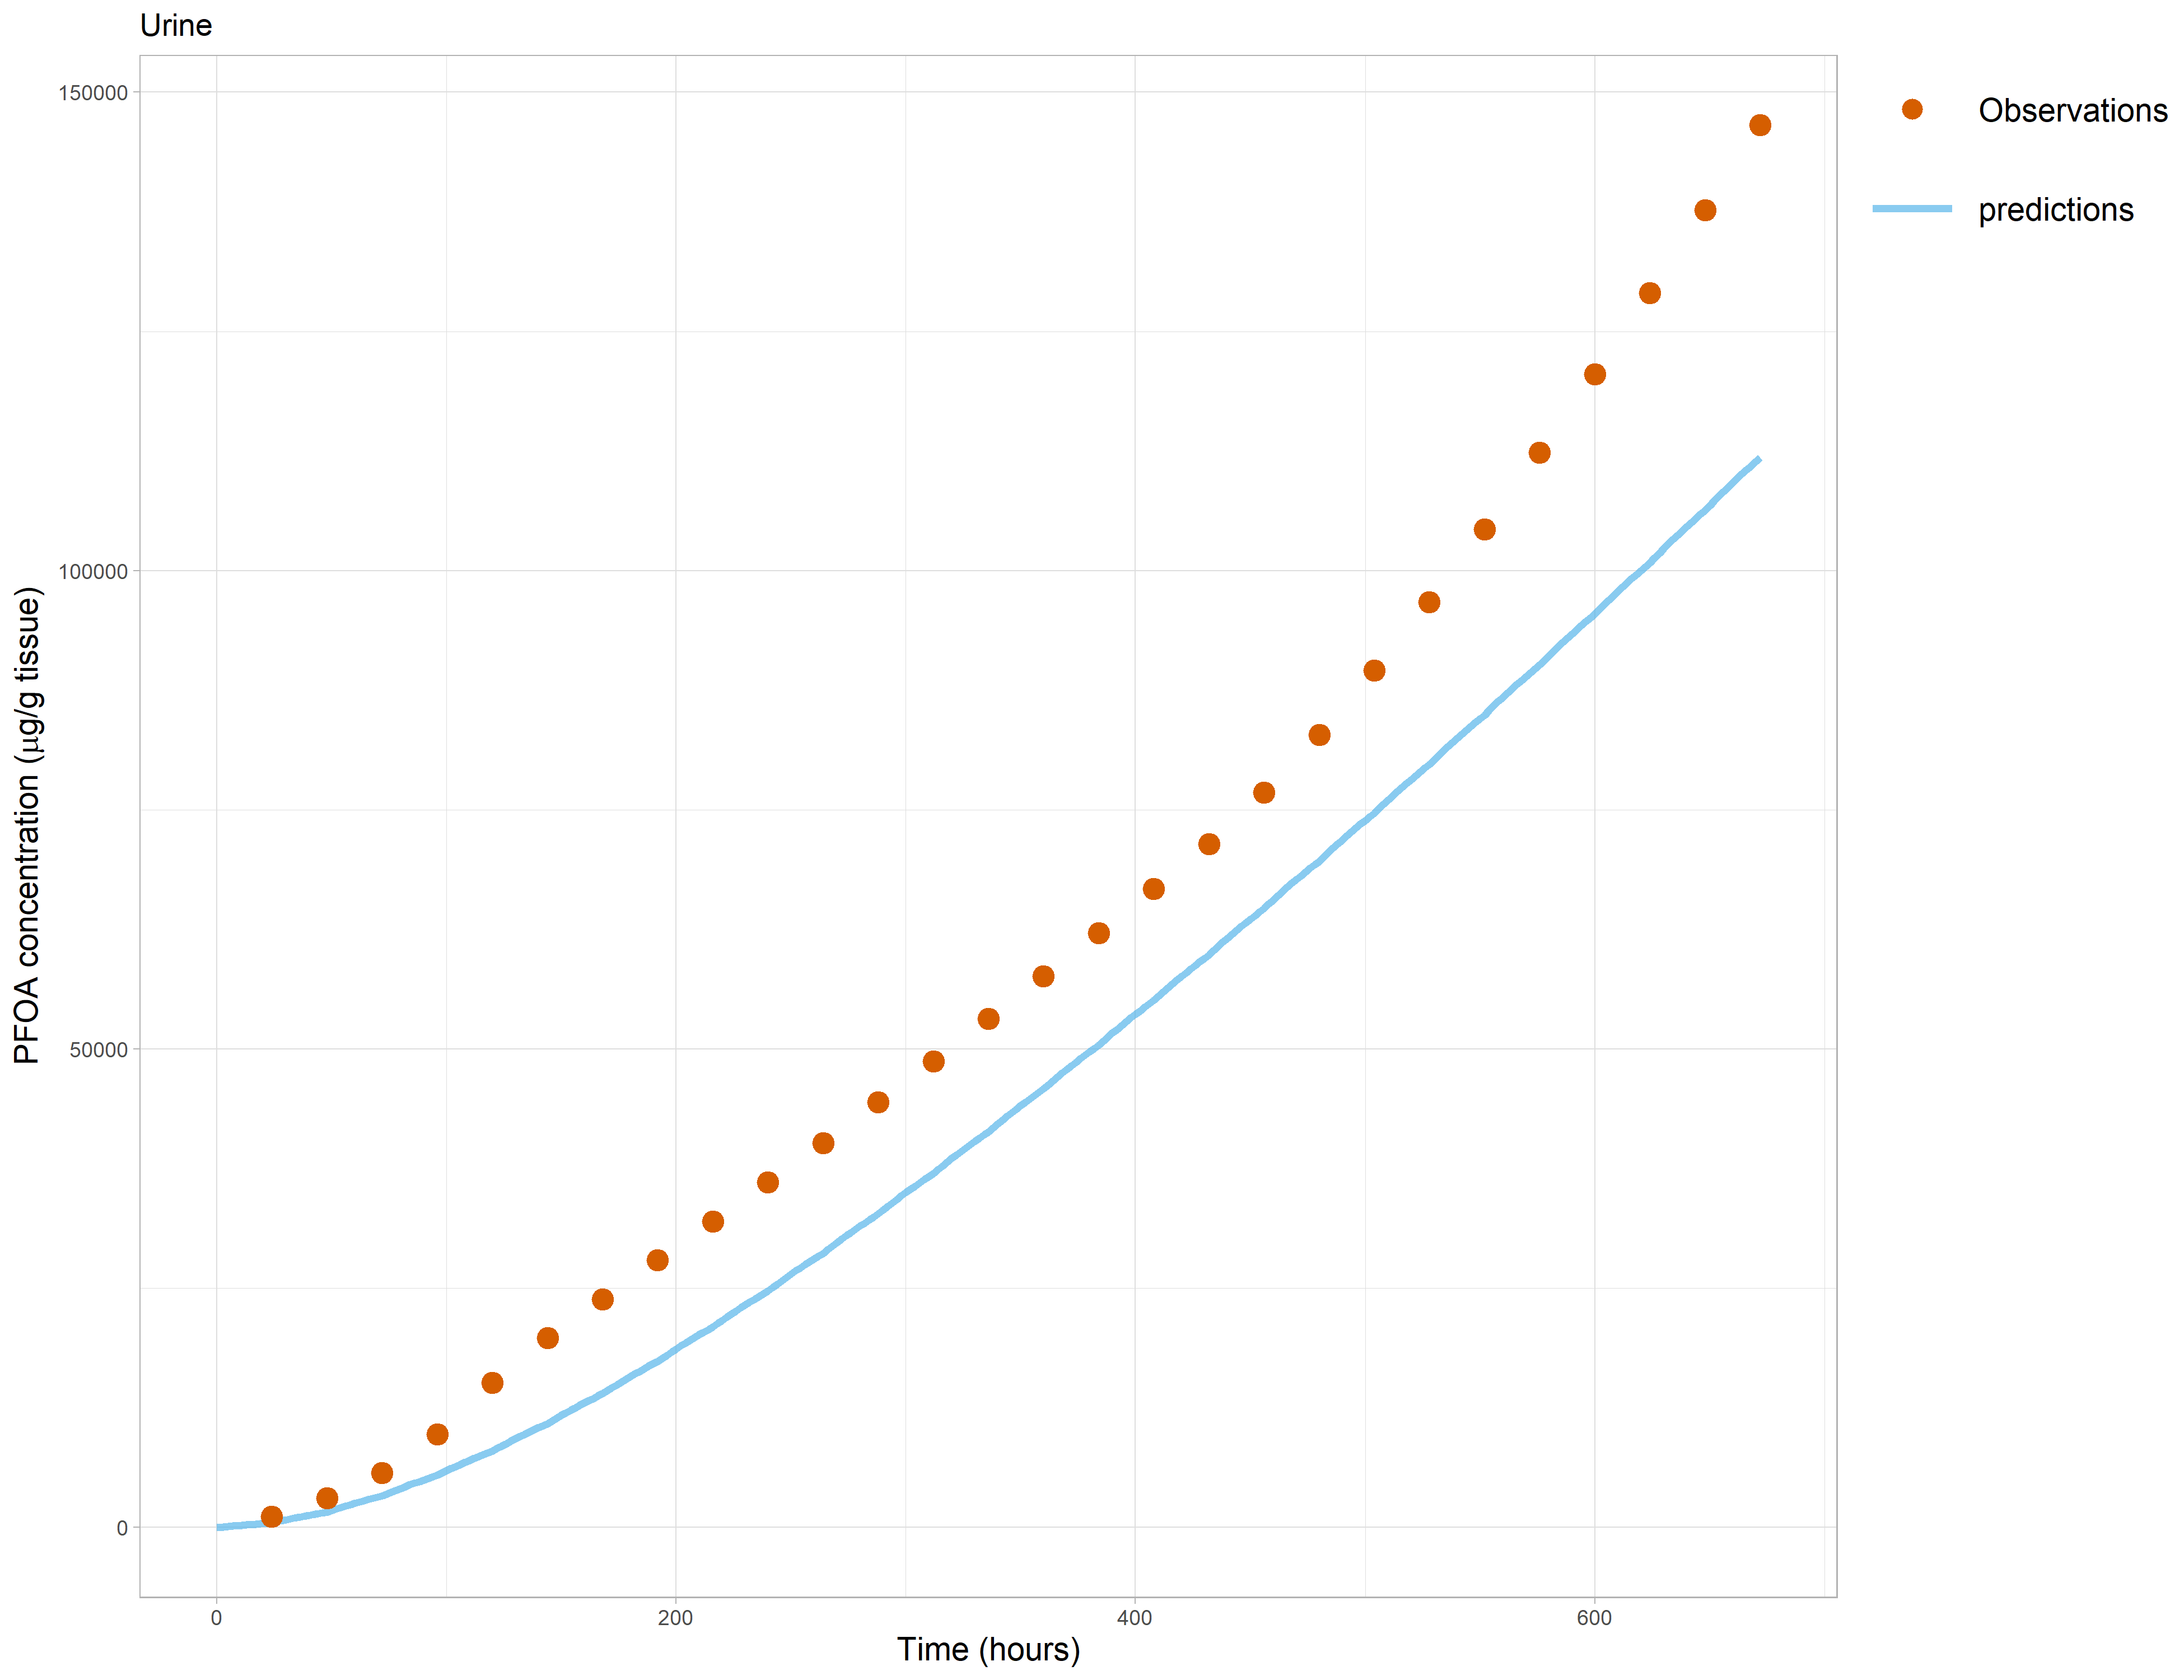 Urine
PFOA concentration (μg/g tissue)
150000
100000
50000
0
0 200 400 600
Time (hours)
Observations
predictions